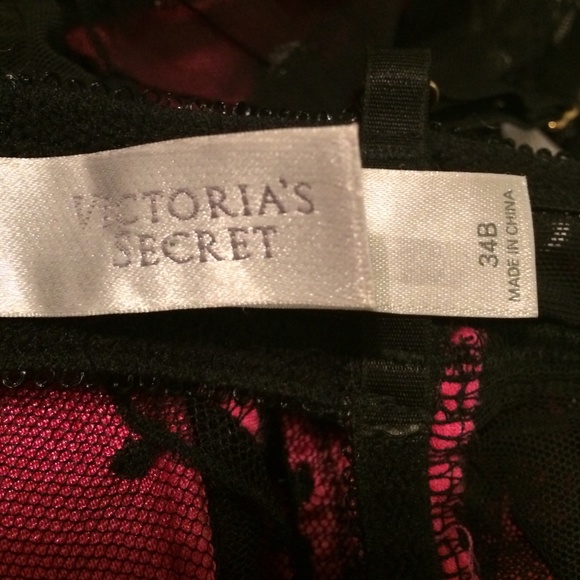 VICTORIA'S
SECRET
34B
MADE IN CHINA